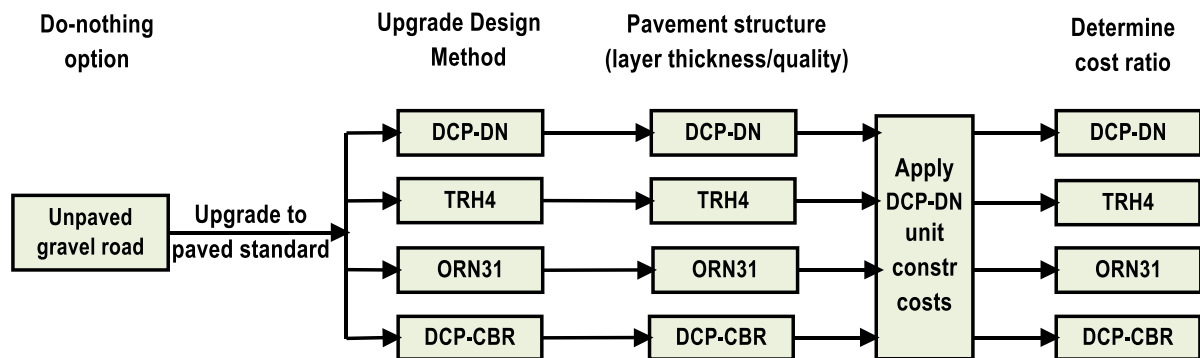 Do-nothing
option
Upgrade Design
Method
Pavement structure
(layer thickness/quality)
Determine
cost ratio
Unpaved
gravel road
Upgrade to
paved standard
DCP-DN
TRH4
ORN31
DCP-CBR
DCP-DN
TRH4
ORN31
DCP-CBR
Apply
DCP-DN
unit
constr
costs
DCP-DN
TRH4
ORN31
DCP-CBR